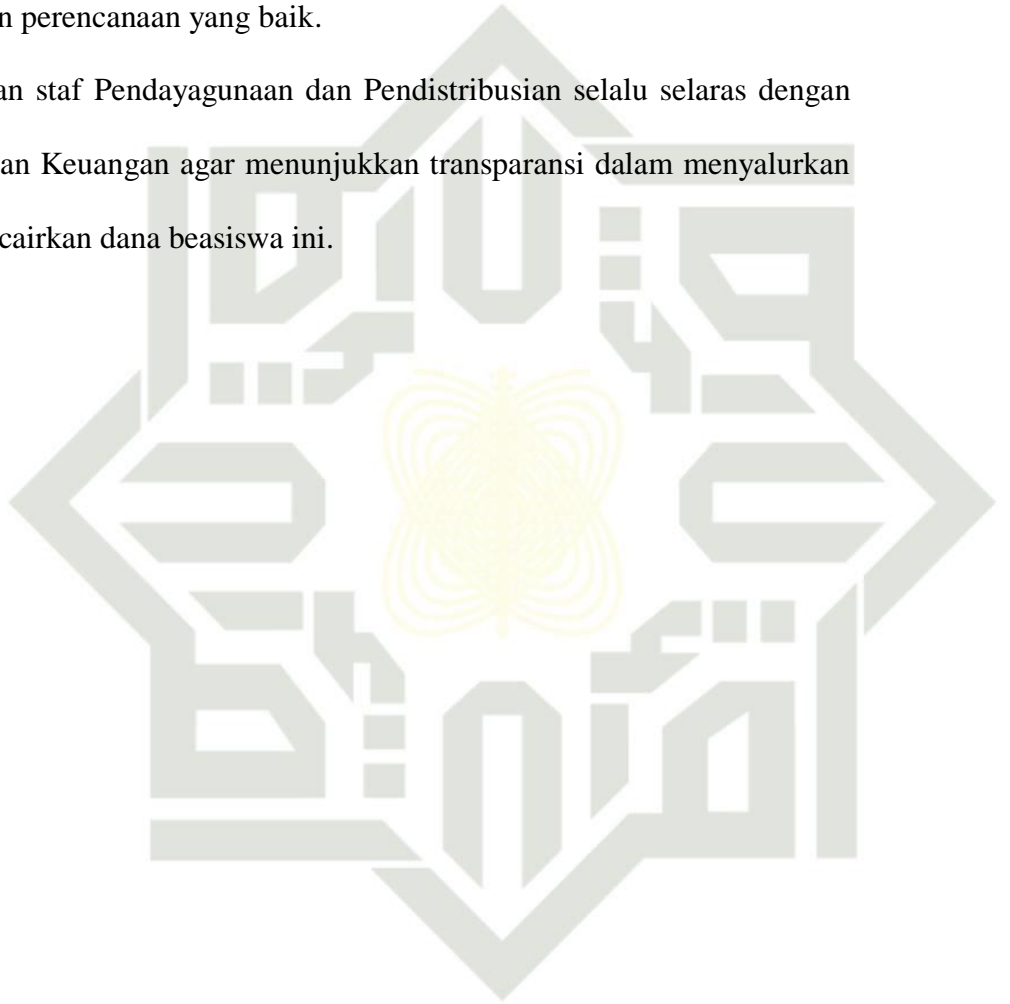 n perencanaan yang baik.
an staf Pendayagunaan dan Pendistribusian selalu selaras dengan
an Keuangan agar menunjukkan transparansi dalam menyalurkan
cairkan dana beasiswa ini.